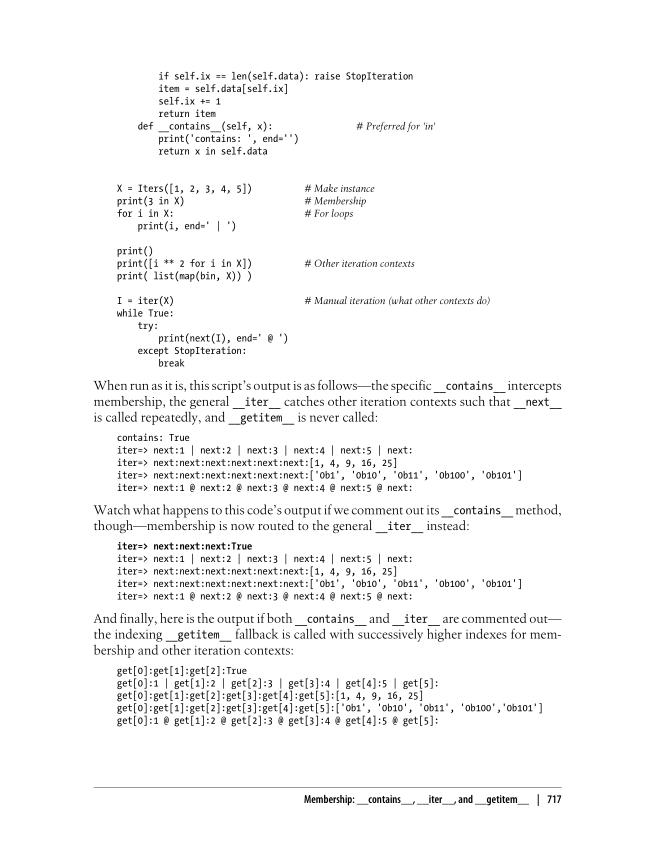 if self.ix == len(self.data): raise StopIteration
        item = self.data[self.ix]
        self.ix += 1
        return item
    def __contains__(self, x):                # Preferred for 'in'
        print('contains: ', end='')
        return x in self.data
X = Iters([1, 2, 3, 4, 5])          # Make instance
print(3 in X)                       # Membership
for i in X:                         # For loops
    print(i, end=' | ')
print()
print([i ** 2 for i in X])          # Other iteration contexts
print( list(map(bin, X)) )
I = iter(X)                         # Manual iteration (what other contexts do)
while True:
    try:
        print(next(I), end=' @ ')
    except StopIteration:
        break
When run as it is, this script's output is as follows—the specific __contains__ intercepts
membership, the general __iter__ catches other iteration contexts such that __next__
is called repeatedly, and __getitem__ is never called:
contains: True
iter=> next:1 | next:2 | next:3 | next:4 | next:5 | next:
iter=> next:next:next:next:next:next:[1, 4, 9, 16, 25]
iter=> next:next:next:next:next:next:['0b1', '0b10', '0b11', '0b100', '0b101']
iter=> next:1 @ next:2 @ next:3 @ next:4 @ next:5 @ next:
Watch what happens to this code's output if we comment out its __contains__ method,
though—membership is now routed to the general __iter__ instead:
iter=> next:next:next:True
iter=> next:1 | next:2 | next:3 | next:4 | next:5 | next:
iter=> next:next:next:next:next:next:[1, 4, 9, 16, 25]
iter=> next:next:next:next:next:next:['0b1', '0b10', '0b11', '0b100', '0b101']
iter=> next:1 @ next:2 @ next:3 @ next:4 @ next:5 @ next:
And finally, here is the output if both __contains__ and __iter__ are commented out—
the indexing __getitem__ fallback is called with successively higher indexes for mem-
bership and other iteration contexts:
get[0]:get[1]:get[2]:True
get[0]:1 | get[1]:2 | get[2]:3 | get[3]:4 | get[4]:5 | get[5]:
get[0]:get[1]:get[2]:get[3]:get[4]:get[5]:[1, 4, 9, 16, 25]
get[0]:get[1]:get[2]:get[3]:get[4]:get[5]:['0b1', '0b10', '0b11', '0b100','0b101']
get[0]:1 @ get[1]:2 @ get[2]:3 @ get[3]:4 @ get[4]:5 @ get[5]:
Membership: __contains__, __iter__, and __getitem__ | 717